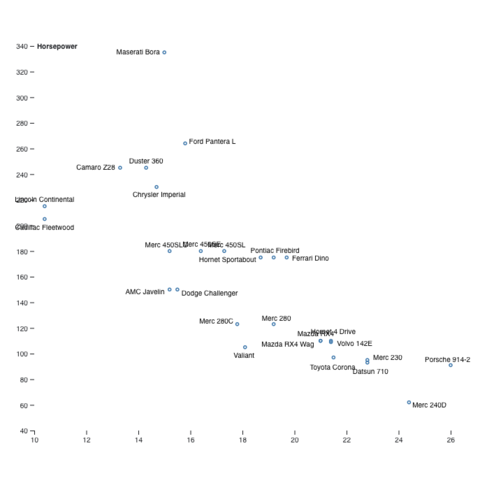 340
Horsepower
Maserati Bora
320
300
280
Ford Pantera L
260
Duster 360
Camaro Z28
240
Chrysler Imperial
Lincoln Continental
220
200
Cadillac Fleetwood
Merc 450SLC
Merc 450SE
Merc 450SL
180
Pontiac Firebird
Hornet Sportabout
Ferrari Dino
160
AMC Javelin
Dodge Challenger
140
Merc 280C
Merc 280
120
Hornet 4 Drive
Mazda RX4
Mazda RX4 Wag
Volvo 142E
100
Valiant
Merc 230
Porsche 914-2
Toyota Corona
Datsun 710
80
60
Merc 240D
40
10
12
14
16
18
20
22
24
26